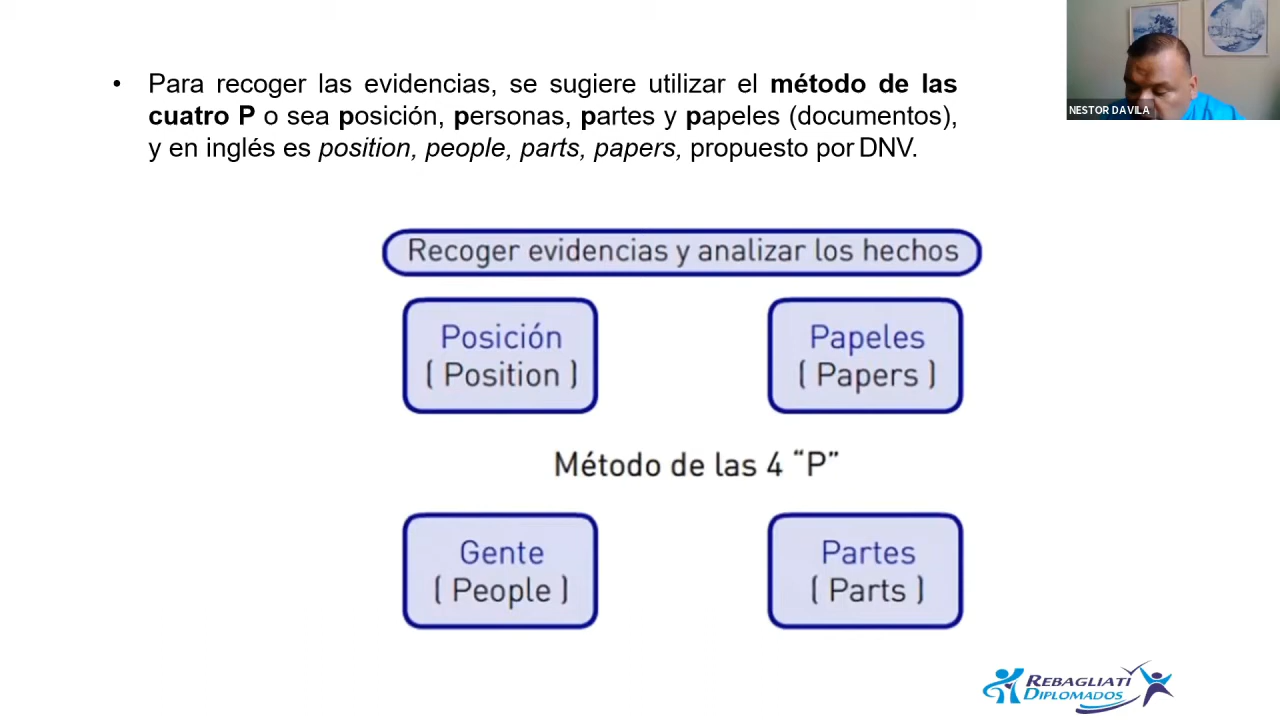 • Para recoger las evidencias, se sugiere utilizar el método de las
cuatro P o sea posición, personas, partes y papeles (documentos),
y en inglés es position, people, parts, papers, propuesto por DNV.
NESTOR DAVILA
Recoger evidencias y analizar los hechos
Posición
( Position )
Papeles
( Papers )
Método de las 4 “P”
Gente
( People )
Partes
( Parts )
REBAGLIATI
DIPLOMADOS